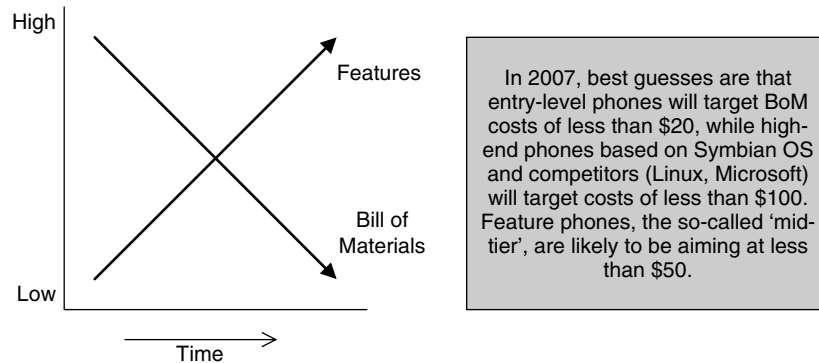 High
Features
Bill of
Materials
Low
Time
In 2007, best guesses are that
entry-level phones will target BoM
costs of less than $20, while high-
end phones based on Symbian OS
and competitors (Linux, Microsoft)
will target costs of less than $100.
Feature phones, the so-called ‘mid-
tier’, are likely to be aiming at less
than $50.